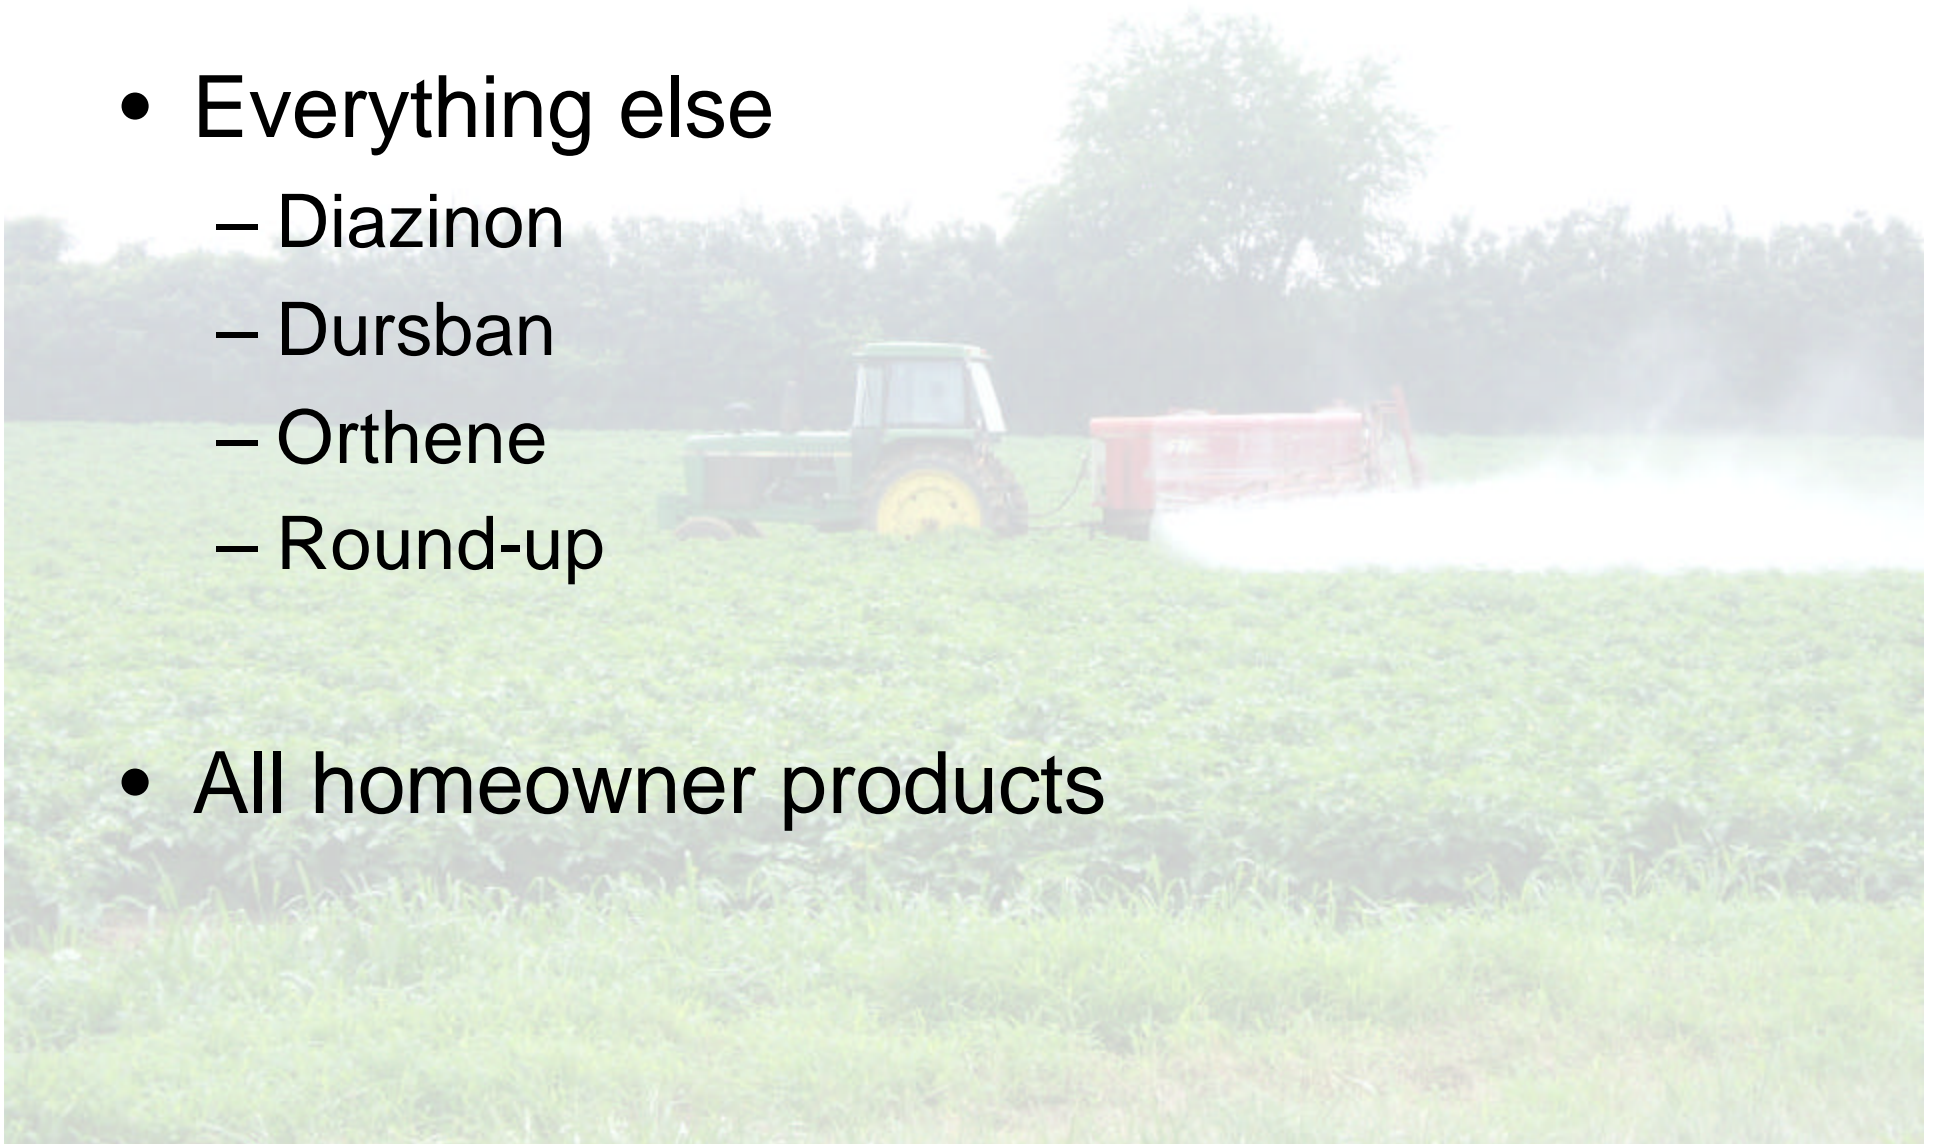 • Everything else
– Diazinon
– Dursban
– Orthene
– Round-up
• All homeowner products